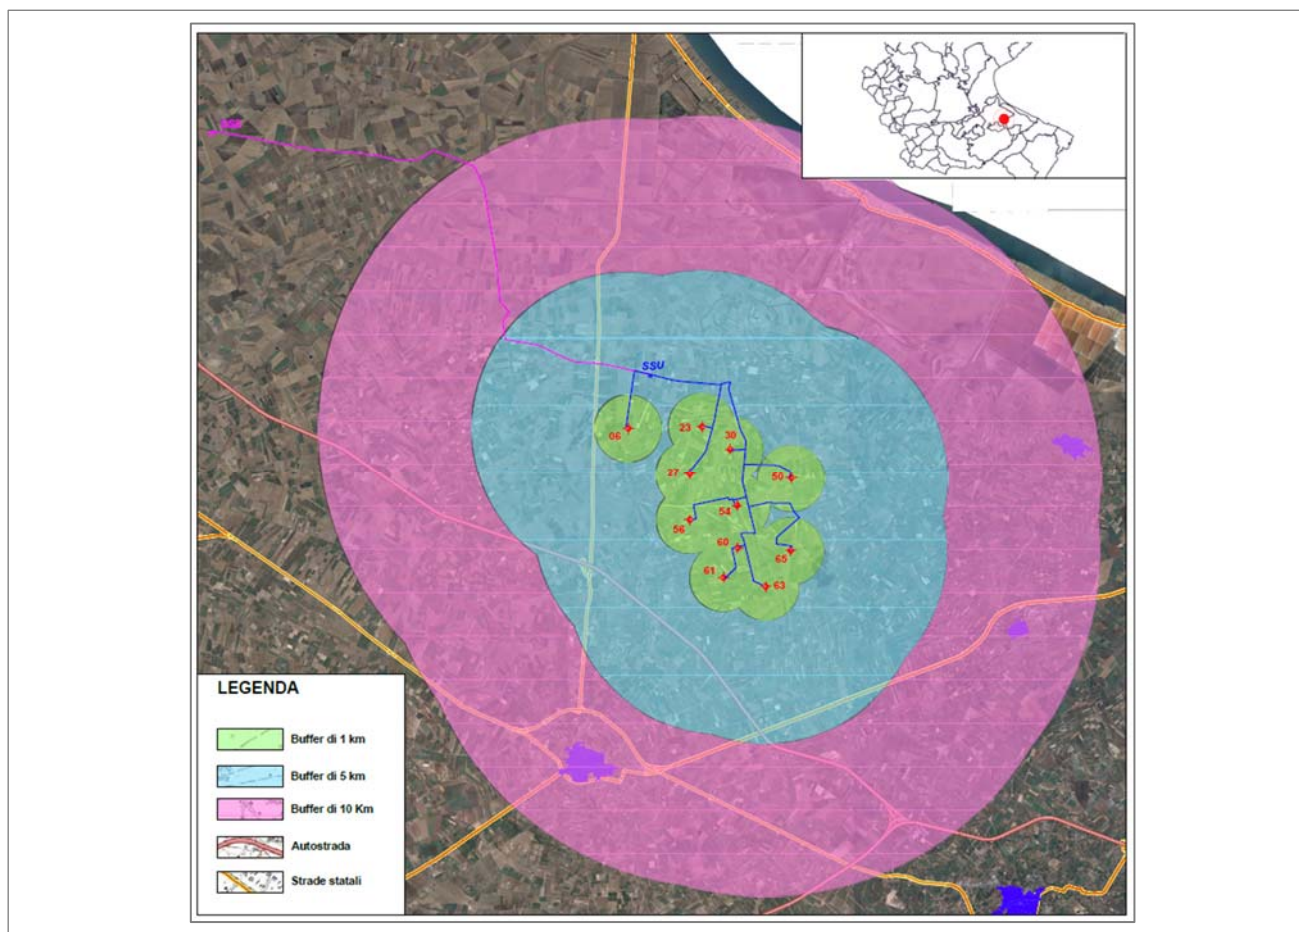 SSU
06
23
30
27
50
54
56
60
65
61
63
LEGENDA
Buffer di 1 km
Buffer di 5 km
Buffer di 10 Km
Autostrada
Strade statali